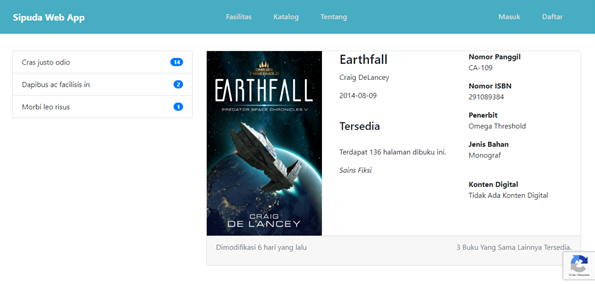 Sipuda Web App
Fasilitas
Katalog
Tentang
Masuk
Daftar
Cras justo odio
14
Dapibus ac facilisis in
2
Morbi leo risus
1
EARTHFALL
PREDATOR SPACE CHRONICLES V
CRAIG
DE LANCEY
Earthfall
Craig DeLancey
2014-08-09
Tersedia
Terdapat 136 halaman dibuku ini.
Sains Fiksi
Nomor Panggil
CA-109
Nomor ISBN
291089384
Penerbit
Omega Threshold
Jenis Bahan
Monograf
Konten Digital
Tidak Ada Konten Digital
Dimodifikasi 6 hari yang lalu
3 Buku Yang Sama Lainnya Tersedia.